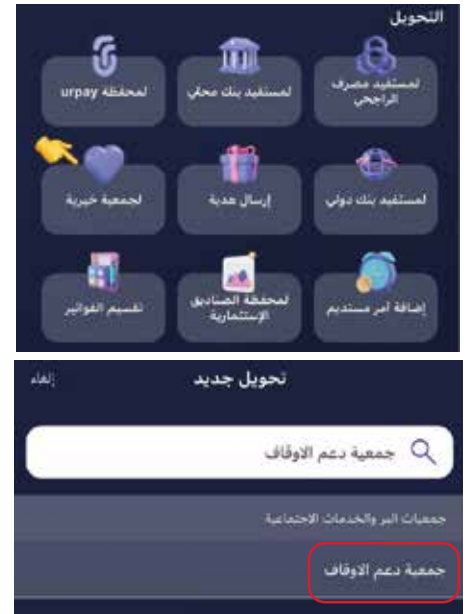 التحويل
لمستفيد مصرف الراجحي
لمستفيد بنك محلي
لمحفظة urpay
لمستفيد بنك دولي
إرسال هدية
لجمعية خيرية
إضافة أمر مستديم
لمحفظة الصناديق الإستثمارية
تقسيم الفواتير
تحويل جديد
إلغاء
جمعية دعم الاوقاف
جمعيات البر والخدمات الاجتماعية
جمعية دعم الاوقاف